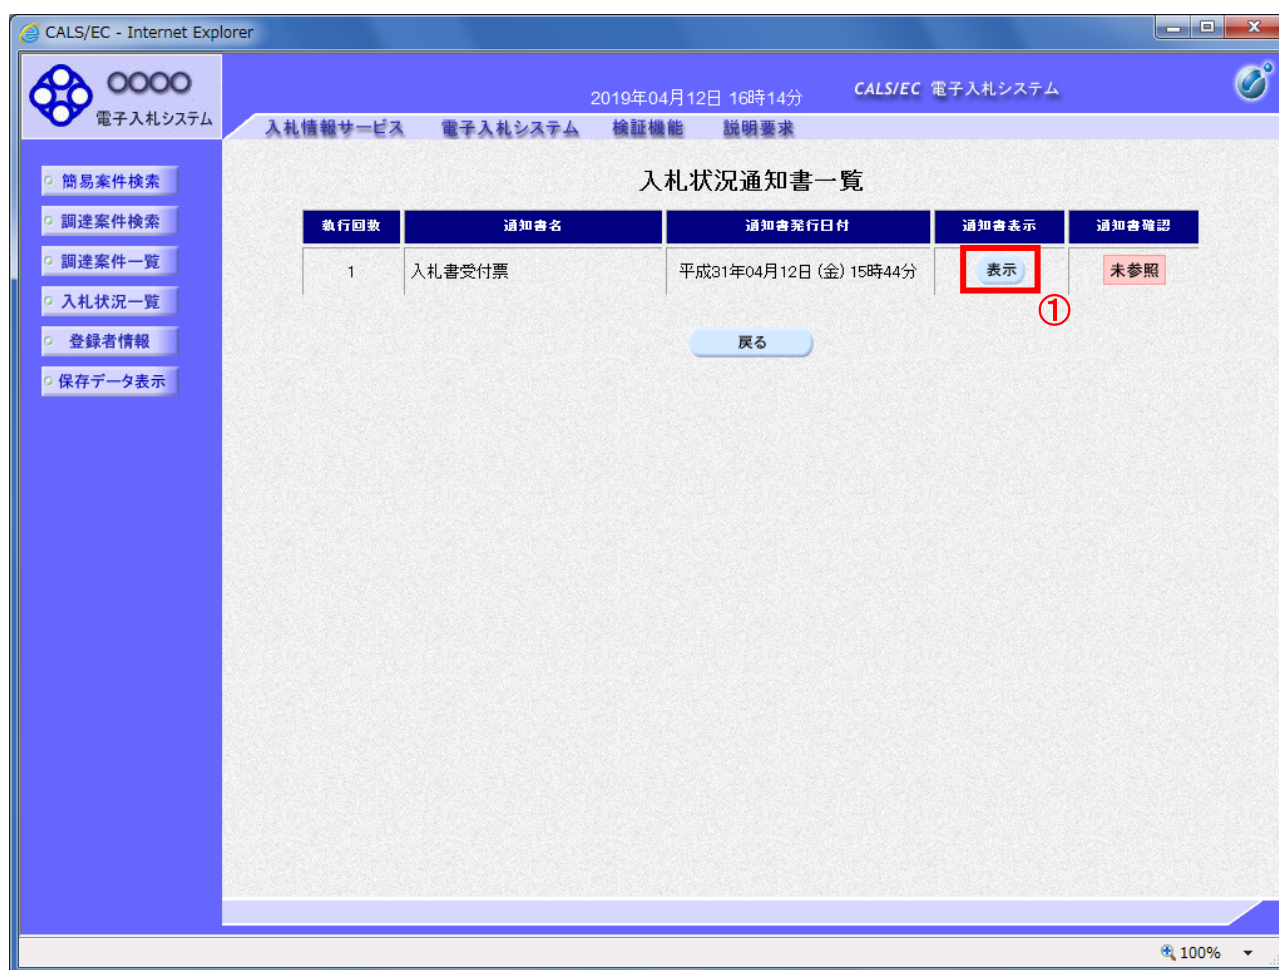 CALS/EC - Internet Explorer
〇〇〇〇
電子入札システム
2019年04月12日 16時14分
CALS/EC 電子入札システム
入札情報サービス 電子入札システム 検証機能 説明要求
簡易案件検索
調達案件検索
調達案件一覧
入札状況一覧
登録者情報
保存データ表示
入札状況通知書一覧
執行回数 通知書名 通知書発行日付 通知書表示 通知書確認
1 入札書受付票 平成31年04月12日 (金) 15時44分 表示 未参照
①
戻る
100%